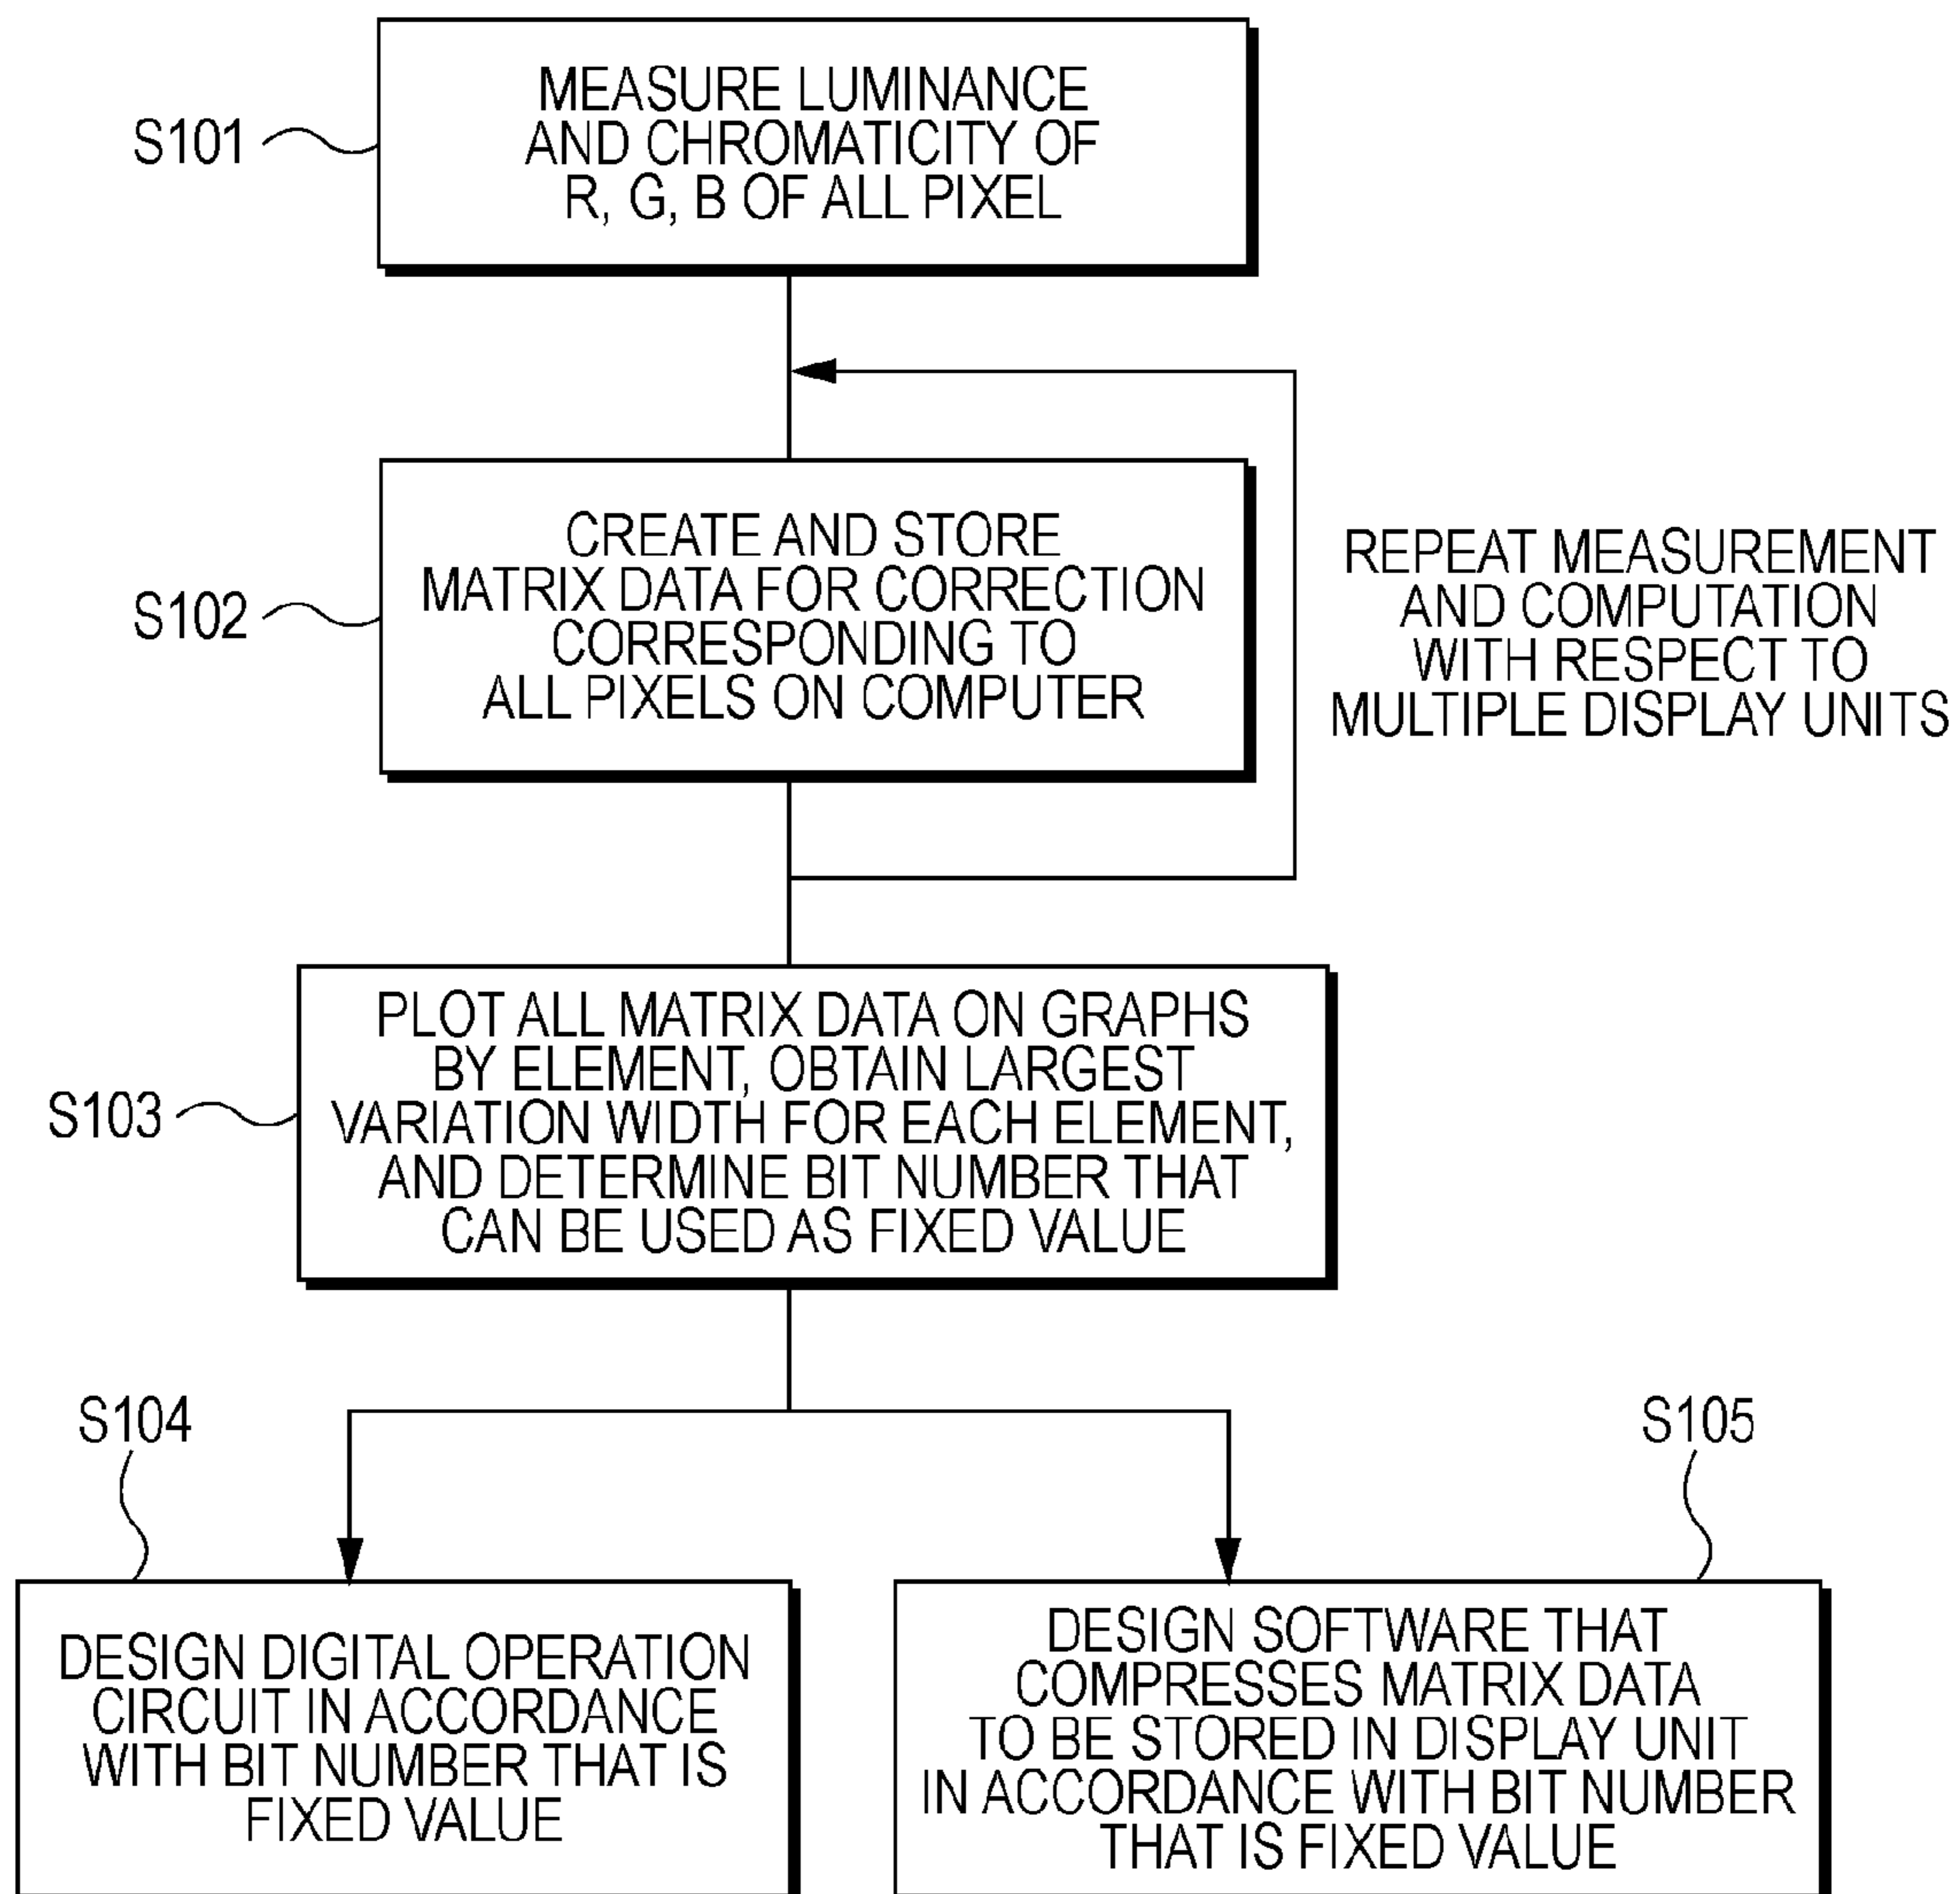 S101
MEASURE LUMINANCE
AND CHROMATICITY OF
R, G, B OF ALL PIXEL
S102
CREATE AND STORE
MATRIX DATA FOR CORRECTION
CORRESPONDING TO
ALL PIXELS ON COMPUTER
REPEAT MEASUREMENT
AND COMPUTATION
WITH RESPECT TO
MULTIPLE DISPLAY UNITS
S103
PLOT ALL MATRIX DATA ON GRAPHS
BY ELEMENT, OBTAIN LARGEST
VARIATION WIDTH FOR EACH ELEMENT,
AND DETERMINE BIT NUMBER THAT
CAN BE USED AS FIXED VALUE
S104
DESIGN DIGITAL OPERATION
CIRCUIT IN ACCORDANCE
WITH BIT NUMBER THAT IS
FIXED VALUE
S105
DESIGN SOFTWARE THAT
COMPRESSES MATRIX DATA
TO BE STORED IN DISPLAY UNIT
IN ACCORDANCE WITH BIT NUMBER
THAT IS FIXED VALUE